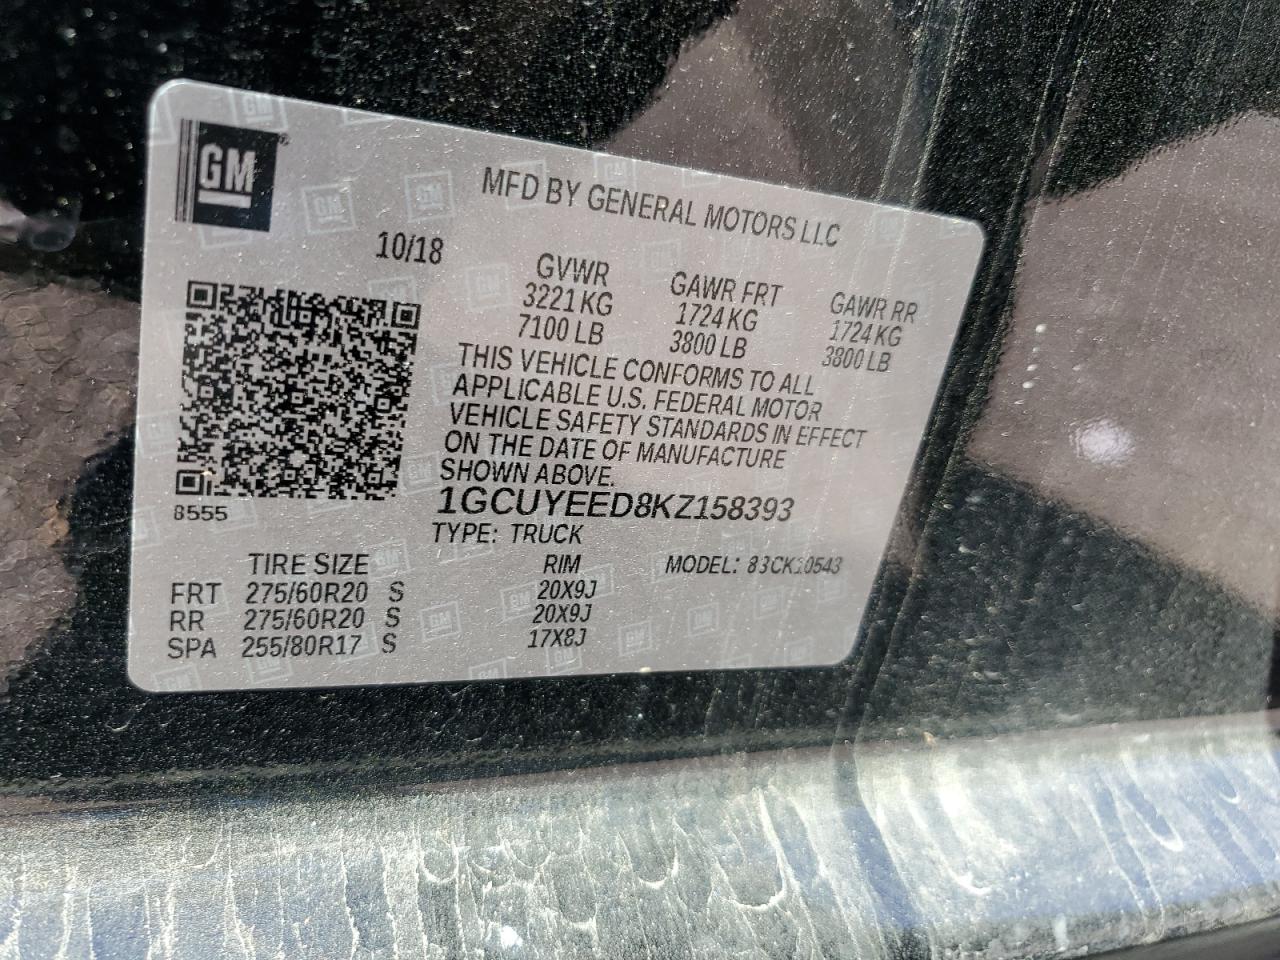 GM
MFD BY GENERAL MOTORS LLC
10/18
GVWR GAWR FRT GAWR RR
3221 KG 1724 KG 1724 KG
7100 LB 3800 LB 3800 LB
THIS VEHICLE CONFORMS TO ALL
APPLICABLE U.S. FEDERAL MOTOR
VEHICLE SAFETY STANDARDS IN EFFECT
ON THE DATE OF MANUFACTURE
SHOWN ABOVE.
1GCUYEED8KZ158393
8555
TYPE: TRUCK
TIRE SIZE RIM MODEL: 83CK10543
FRT 275/60R20 S 20X9J
RR 275/60R20 S 20X9J
SPA 255/80R17 S 17X8J